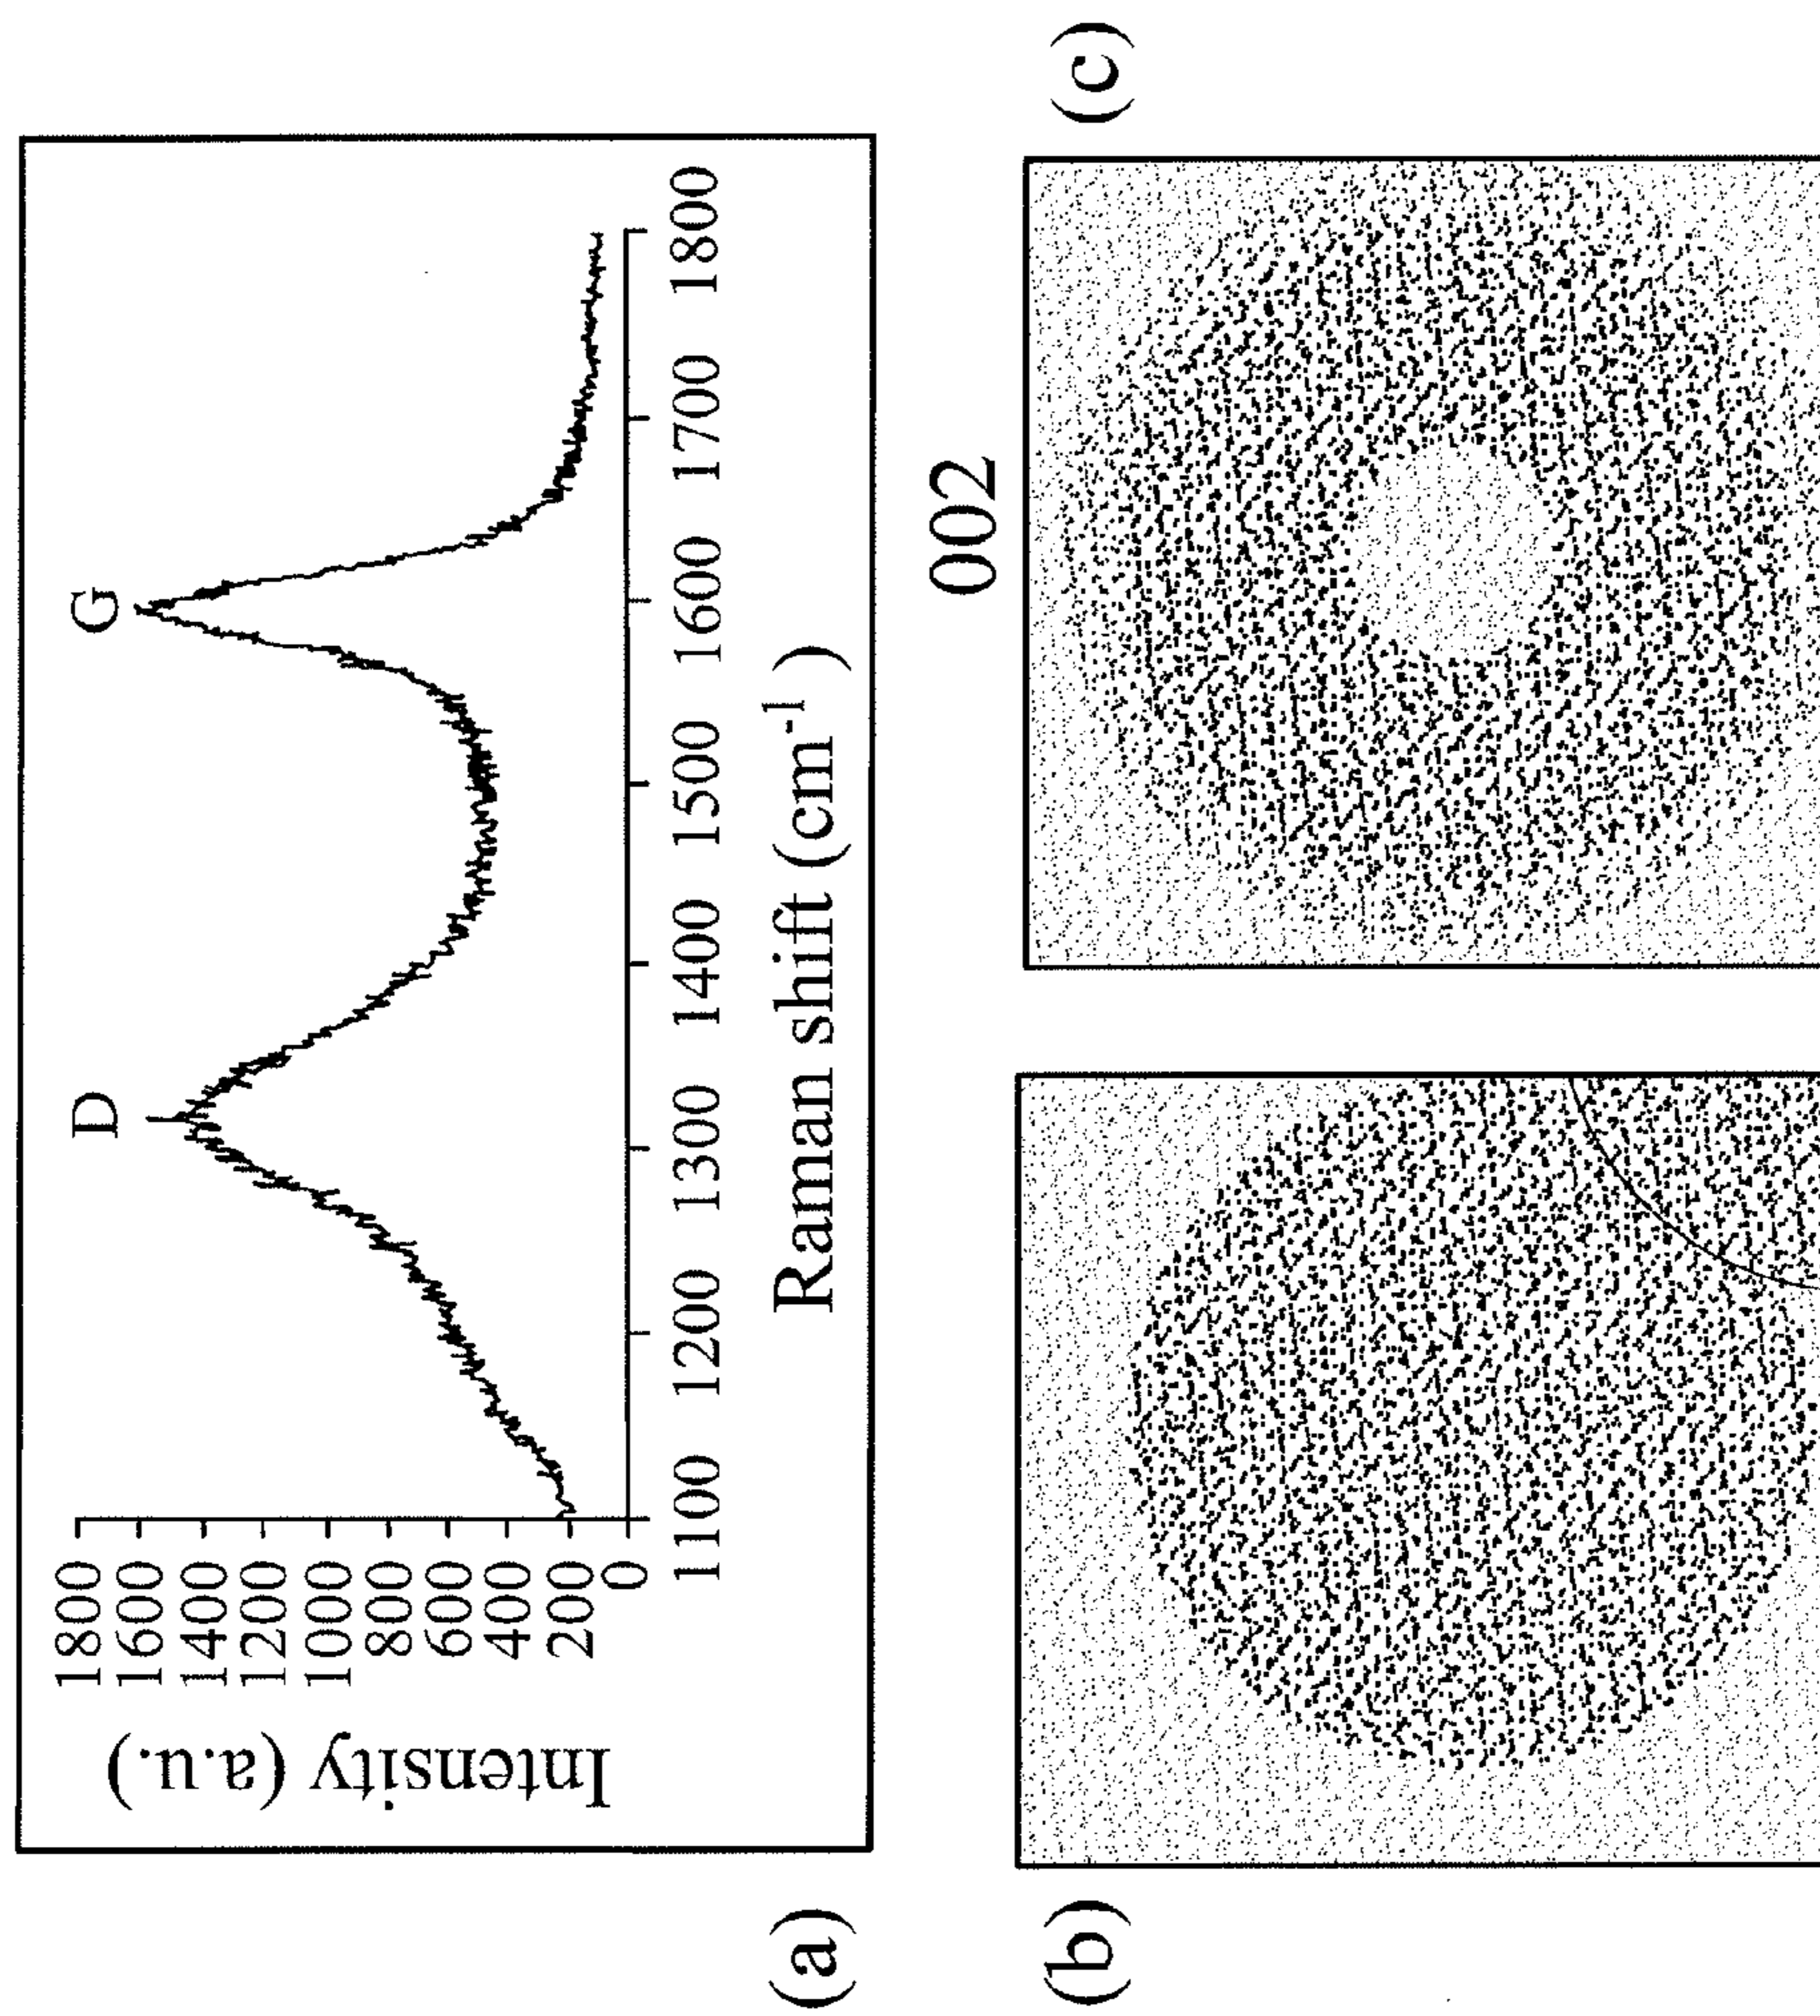 (a)
Intensity (a.u.)
1800
1600
1400
1200
1000
800
600
400
200
0
D
G
1100 1200 1300 1400 1500 1600 1700 1800
Raman shift (cm⁻¹)
(b)
002
(c)